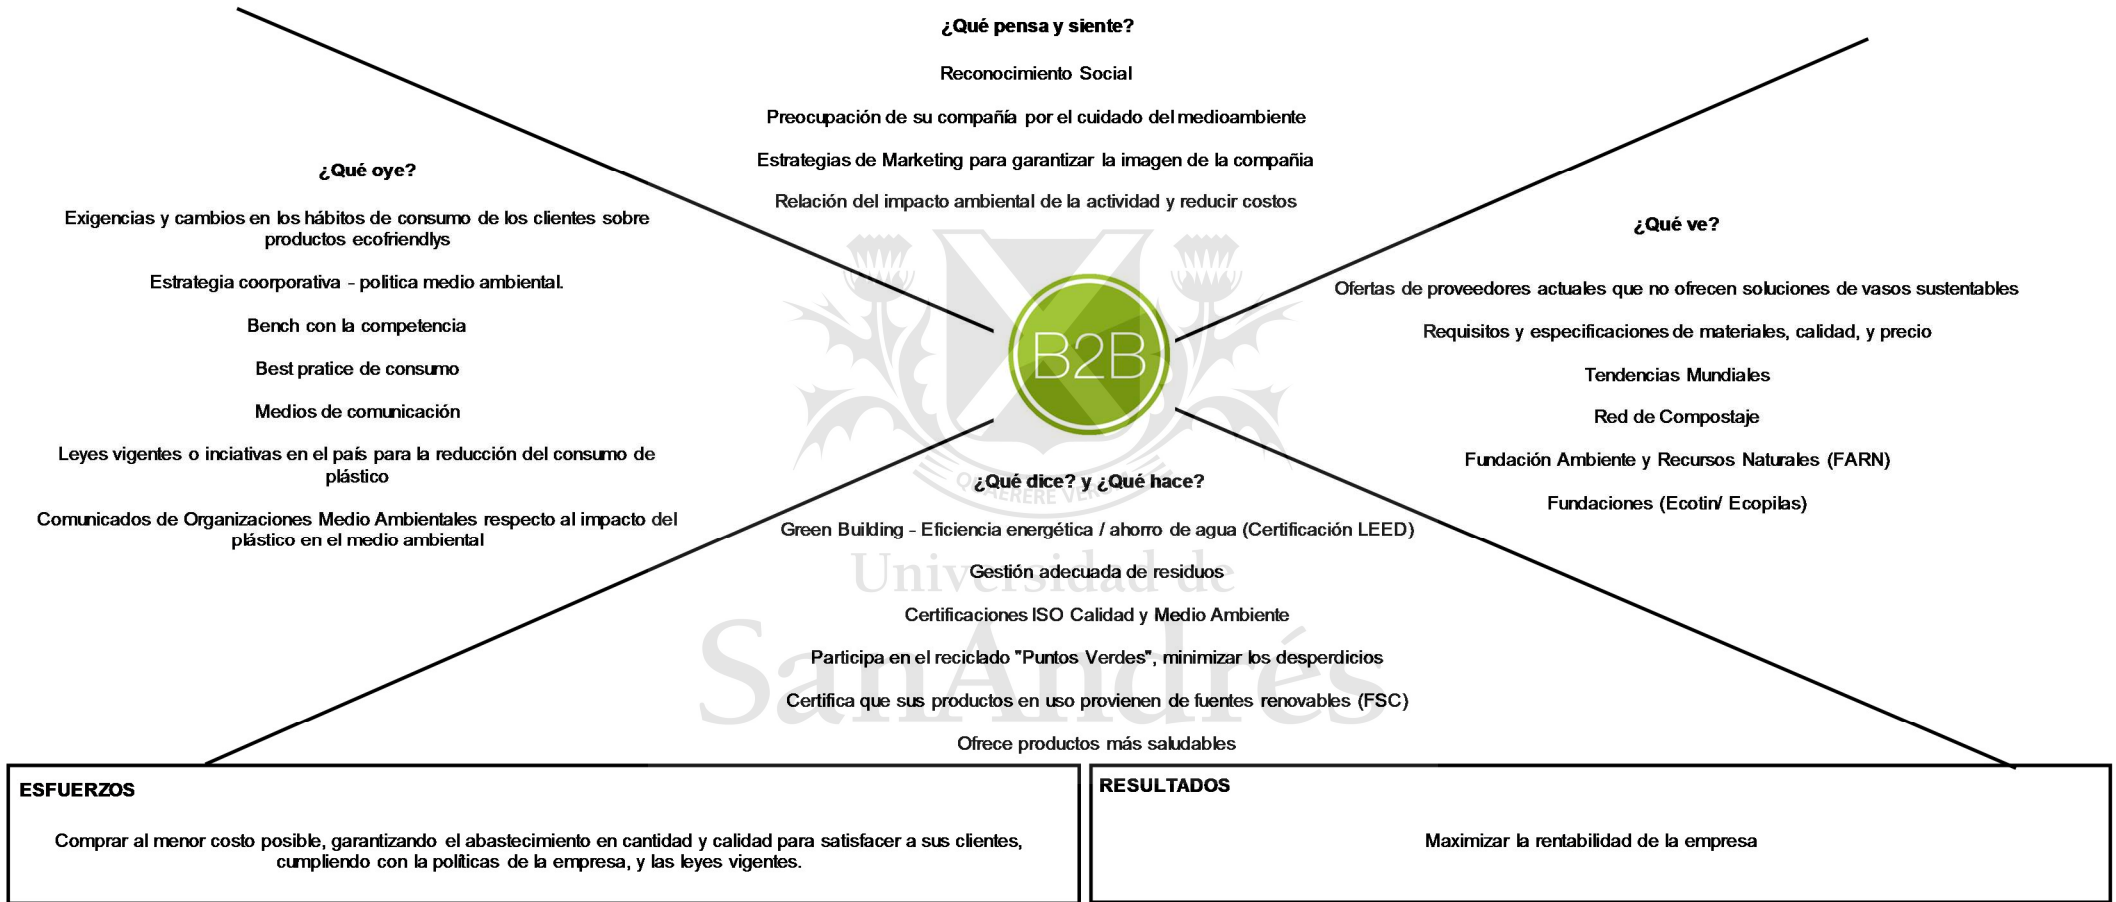 ¿Qué pensa y siente?
Reconocimiento Social
Preocupación de su compañía por el cuidado del medioambiente
Estrategias de Marketing para garantizar la imagen de la compañia
Relación del impacto ambiental de la actividad y reducir costos
¿Qué oye?
Exigencias y cambios en los hábitos de consumo de los clientes sobre
productos ecofriendlys
Estrategia coorporativa - politica medio ambiental.
Bench con la competencia
Best pratice de consumo
Medios de comunicación
Leyes vigentes o inciativas en el país para la reducción del consumo de
plástico
Comunicados de Organizaciones Medio Ambientales respecto al impacto del
plástico en el medio ambiental
B2B
¿Qué ve?
Ofertas de proveedores actuales que no ofrecen soluciones de vasos sustentables
Requisitos y especificaciones de materiales, calidad, y precio
Tendencias Mundiales
Red de Compostaje
Fundación Ambiente y Recursos Naturales (FARN)
Fundaciones (Ecotin/ Ecopilas)
¿Qué dice? y ¿Qué hace?
Green Building - Eficiencia energética / ahorro de agua (Certificación LEED)
Gestión adecuada de residuos
Certificaciones ISO Calidad y Medio Ambiente
Participa en el reciclado "Puntos Verdes", minimizar los desperdicios
Certifica que sus productos en uso provienen de fuentes renovables (FSC)
Ofrece productos más saludables
QUAERERE
Universidad de
SanAndrés
ESFUERZOS
Comprar al menor costo posible, garantizando el abastecimiento en cantidad y calidad para satisfacer a sus clientes,
cumpliendo con la políticas de la empresa, y las leyes vigentes.
RESULTADOS
Maximizar la rentabilidad de la empresa